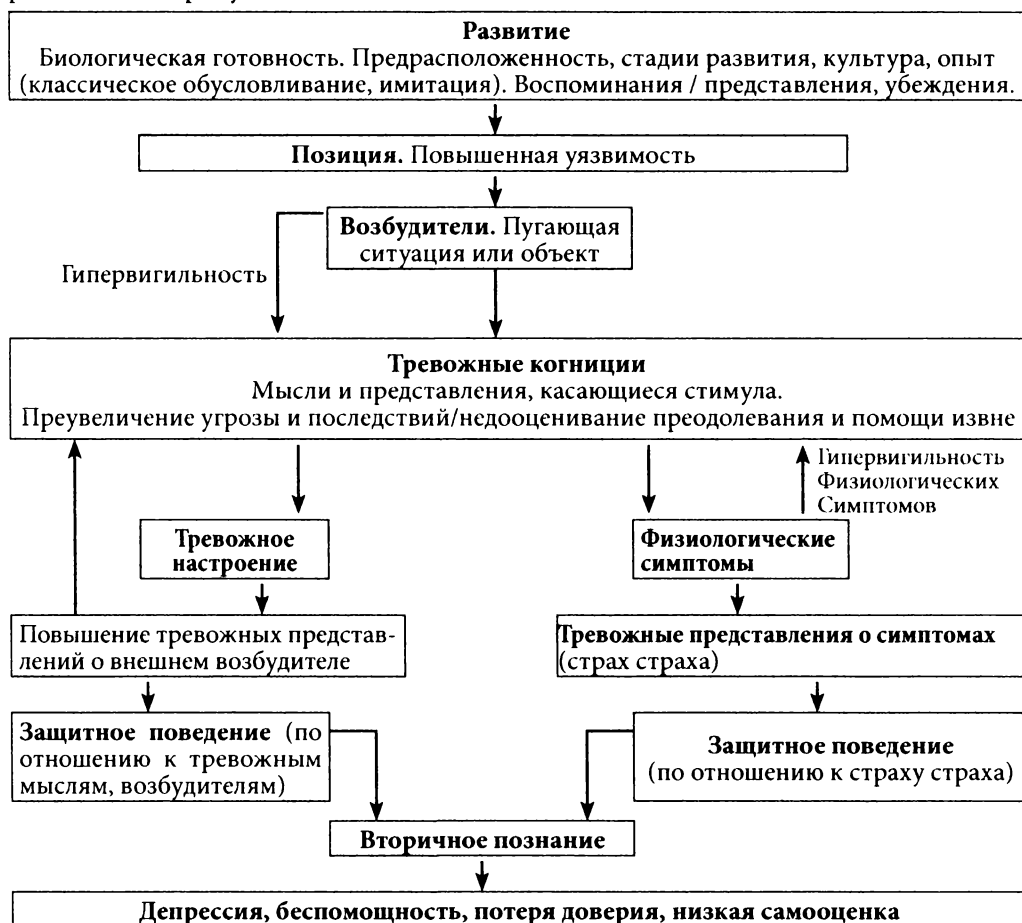 Развитие
Биологическая готовность. Предрасположенность, стадии развития, культура, опыт
(классическое обусловливание, имитация). Воспоминания / представления, убеждения.
Позиция. Повышенная уязвимость
Возбудители. Пугающая
ситуация или объект
Гипервигильность
Тревожные когниции
Мысли и представления, касающиеся стимула.
Преувеличение угрозы и последствий/недооценивание преодолевания и помощи извне
Гипервигильность
Физиологических
Симптомов
Тревожное
настроение
Физиологические
симптомы
Повышение тревожных представ-
лений о внешнем возбудителе
Тревожные представления о симптомах
(страх страха)
Защитное поведение (по
отношению к тревожным
мыслям, возбудителям)
Защитное поведение
(по отношению к страху страха)
Вторичное познание
Депрессия, беспомощность, потеря доверия, низкая самооценка